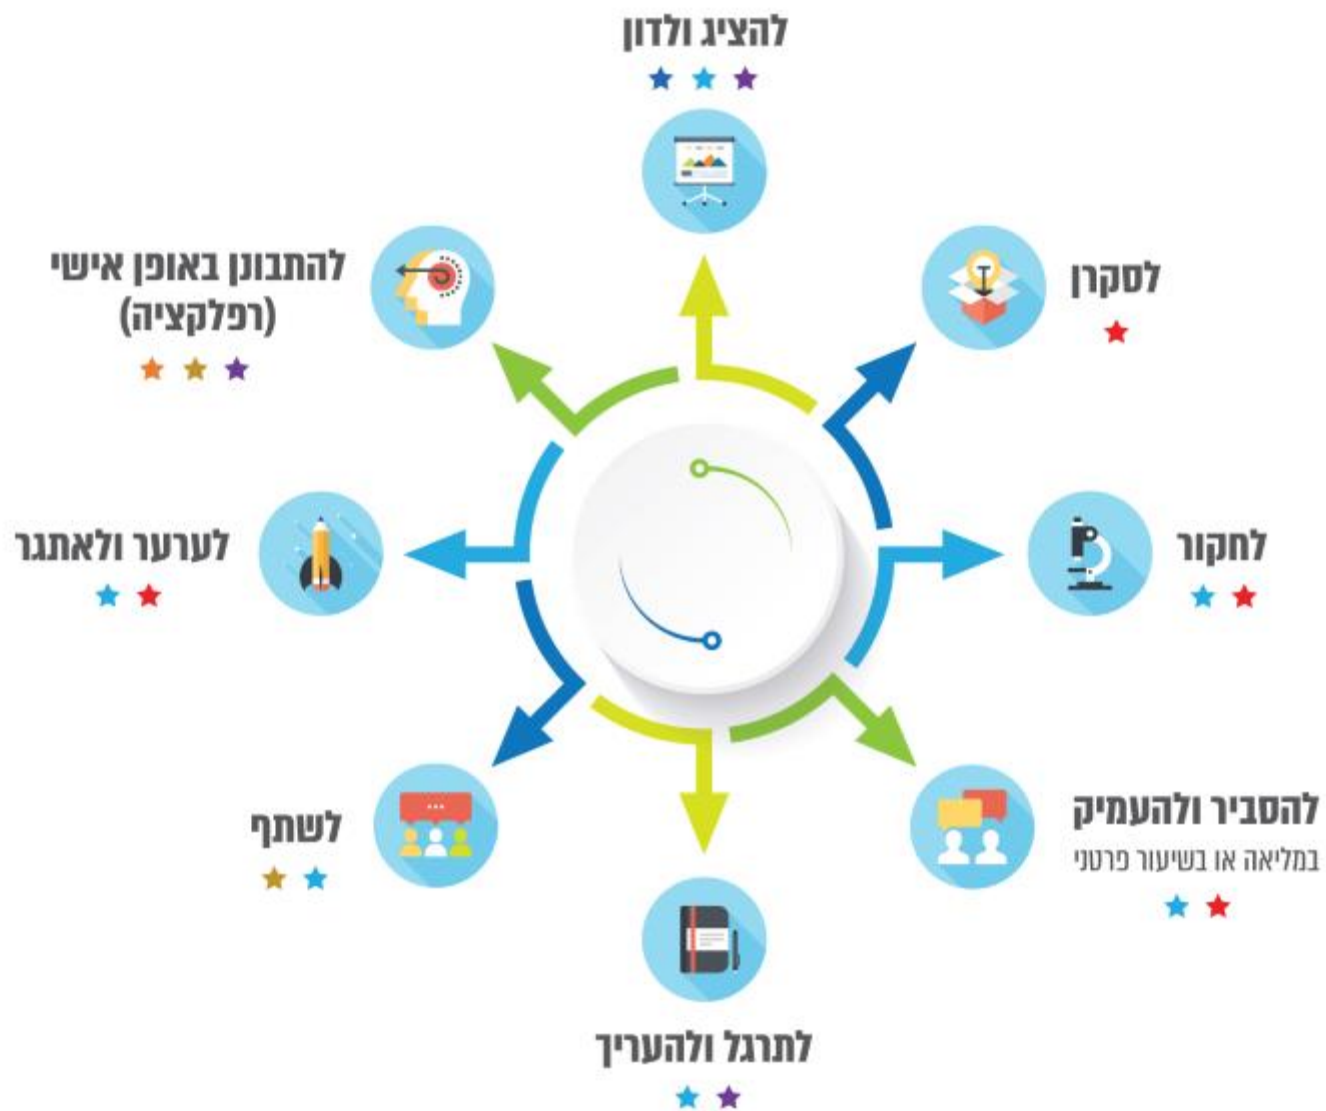 להציג ולדון
לסקרן
לחקור
להסביר ולהעמיק
במליאה או בשיעור פרטני
לתרגל ולהעריך
לשתף
לערער ולאתגר
להתבונן באופן אישי
(רפלקציה)